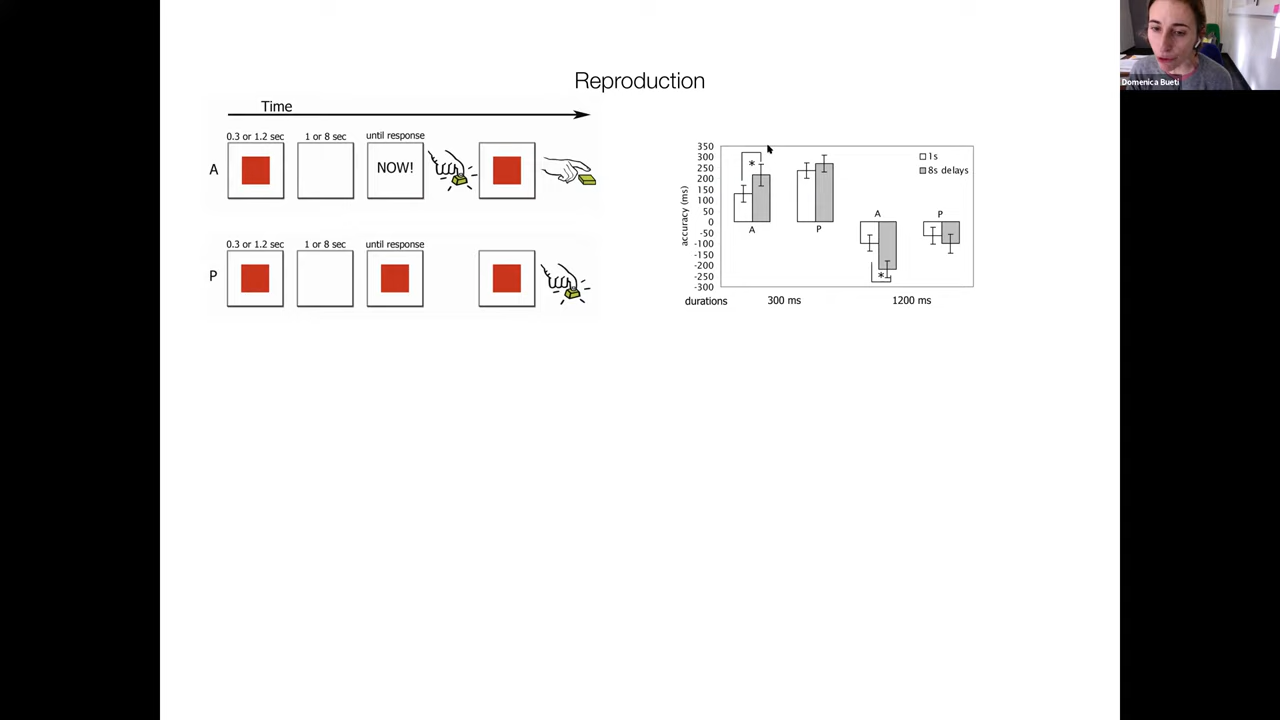 Domenica Bueti
Reproduction
Time
0.3 or 1.2 sec
1 or 8 sec
until response
A
NOW!
0.3 or 1.2 sec
1 or 8 sec
until response
P
accuracy (ms)
350
300
250
200
150
100
50
0
-50
-100
-150
-200
-250
-300
1s
8s delays
*
A
P
A
P
*
durations
300 ms
1200 ms